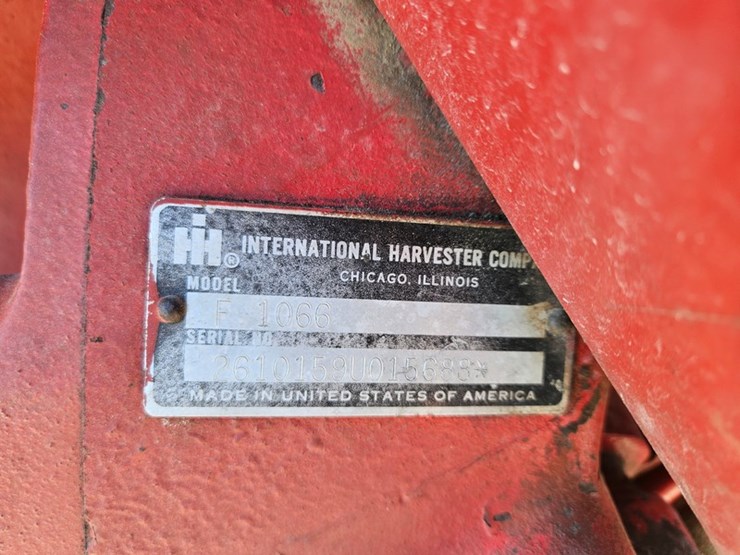 IH® INTERNATIONAL HARVESTER COMP
CHICAGO, ILLINOIS
MODEL
F 1066
SERIAL NO
MADE IN UNITED STATES OF AMERICA